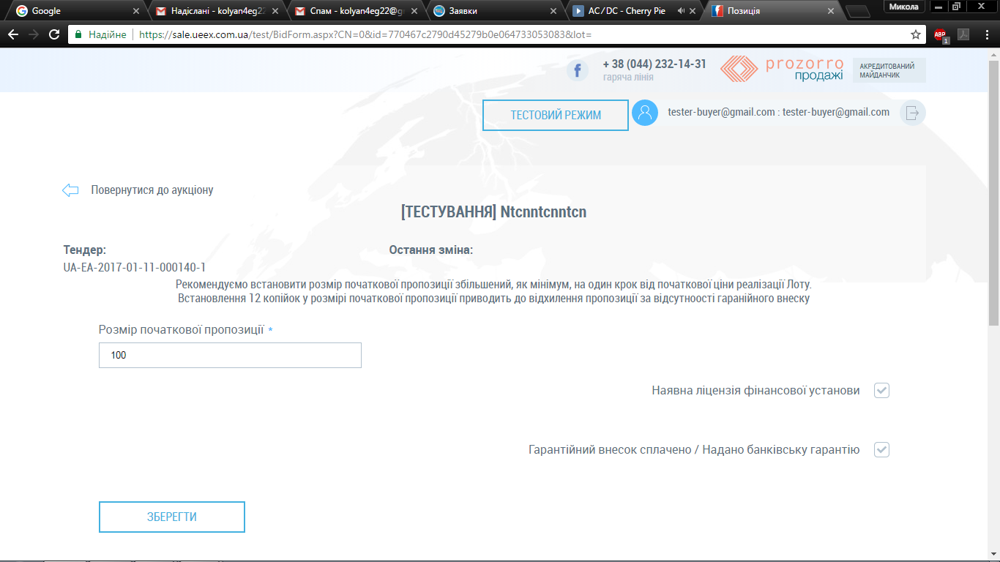 Google
Надіслані - kolyan4eg22
Спам - kolyan4eg22@g
Заявки
AC/DC - Cherry Pie
Позиція
Микола
Надійне
https://sale.ueex.com.ua/test/BidForm.aspx?CN=0&id=770467c2790d45279b0e064733053083&lot=
ABP
1
+ 38 (044) 232-14-31
гаряча лінія
prozorro
продажі
АКРЕДИТОВАНИЙ
МАЙДАНЧИК
ТЕСТОВИЙ РЕЖИМ
tester-buyer@gmail.com : tester-buyer@gmail.com
Повернутися до аукціону
[ТЕСТУВАННЯ] Ntcnntcnntcn
Тендер:
Остання зміна:
UA-EA-2017-01-11-000140-1
Рекомендуємо встановити розмір початкової пропозиції збільшений, як мінімум, на один крок від початкової ціни реалізації Лоту.
Встановлення 12 копійок у розмірі початкової пропозиції приводить до відхилення пропозиції за відсутності гаранійного внеску
Розмір початкової пропозиції *
100
Наявна ліцензія фінансової установи
Гарантійний внесок сплачено / Надано банківську гарантію
ЗБЕРЕГТИ